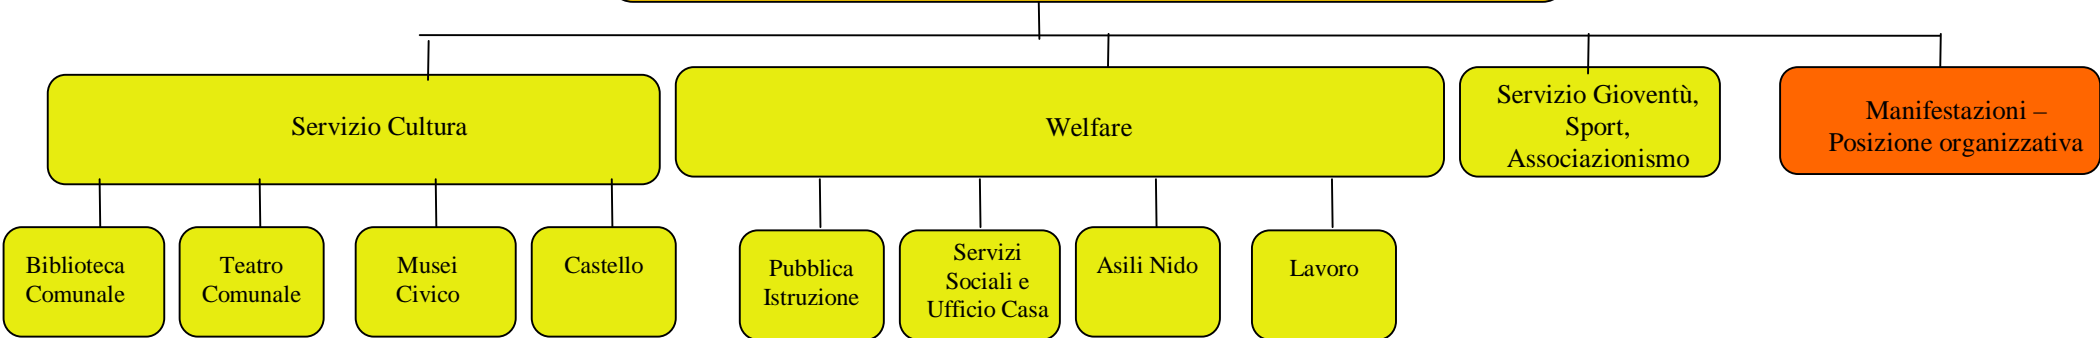 Servizio Cultura
Welfare
Servizio Gioventù,
Sport,
Associazionismo
Manifestazioni –
Posizione organizzativa
Biblioteca
Comunale
Teatro
Comunale
Musei
Civico
Castello
Pubblica
Istruzione
Servizi
Sociali e
Ufficio Casa
Asili Nido
Lavoro